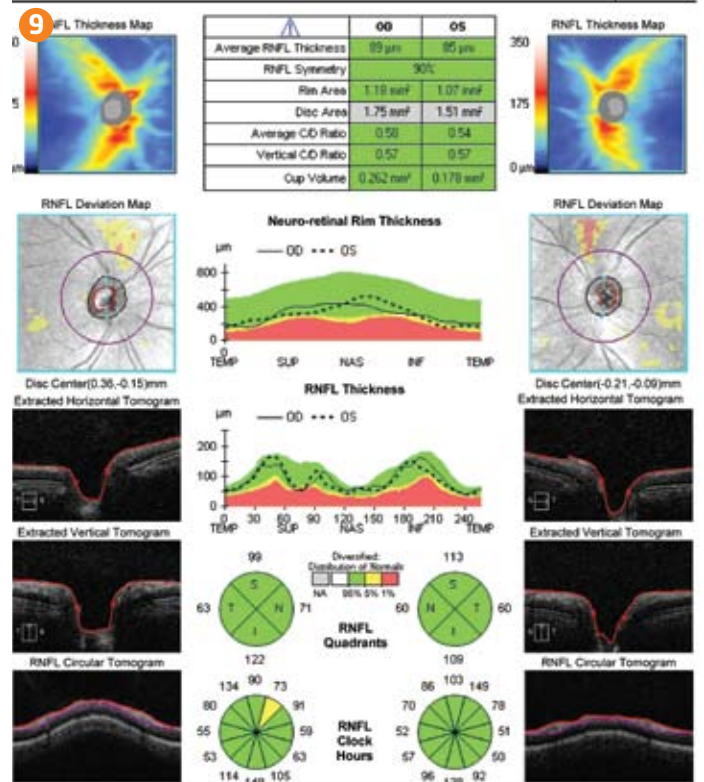 9
RNFL Thickness Map
OD OS
Average RNFL Thickness 89 µm 85 µm
RNFL Symmetry 90%
Rim Area 1.18 mm² 1.07 mm²
Disc Area 1.75 mm² 1.51 mm²
Average C/D Ratio 0.58 0.54
Vertical C/D Ratio 0.57 0.57
Cup Volume 0.262 mm³ 0.178 mm³
RNFL Thickness Map
350
175
0 µm
RNFL Deviation Map
Disc Center(0.36,-0.15)mm
Neuro-retinal Rim Thickness
µm
OD OS
800
400
0
0
TEMP SUP NAS INF TEMP
RNFL Deviation Map
Disc Center(-0.21,-0.09)mm
Extracted Horizontal Tomogram
RNFL Thickness
µm
OD OS
200
100
0
0 30 60 90 120 150 180 210 240
TEMP SUP NAS INF TEMP
Extracted Horizontal Tomogram
Extracted Vertical Tomogram
Diversified:
Distribution of Normals
NA 95% 5% 1%
RNFL
Quadrants
99
S
63 T N 71
I
122
113
S
60 N T 60
I
109
Extracted Vertical Tomogram
RNFL Circular Tomogram
RNFL
Clock
Hours
90
134 73
80 91
55 59
53 63
114 105
148
103
86 149
70 78
52 51
57 50
96 92
128
RNFL Circular Tomogram